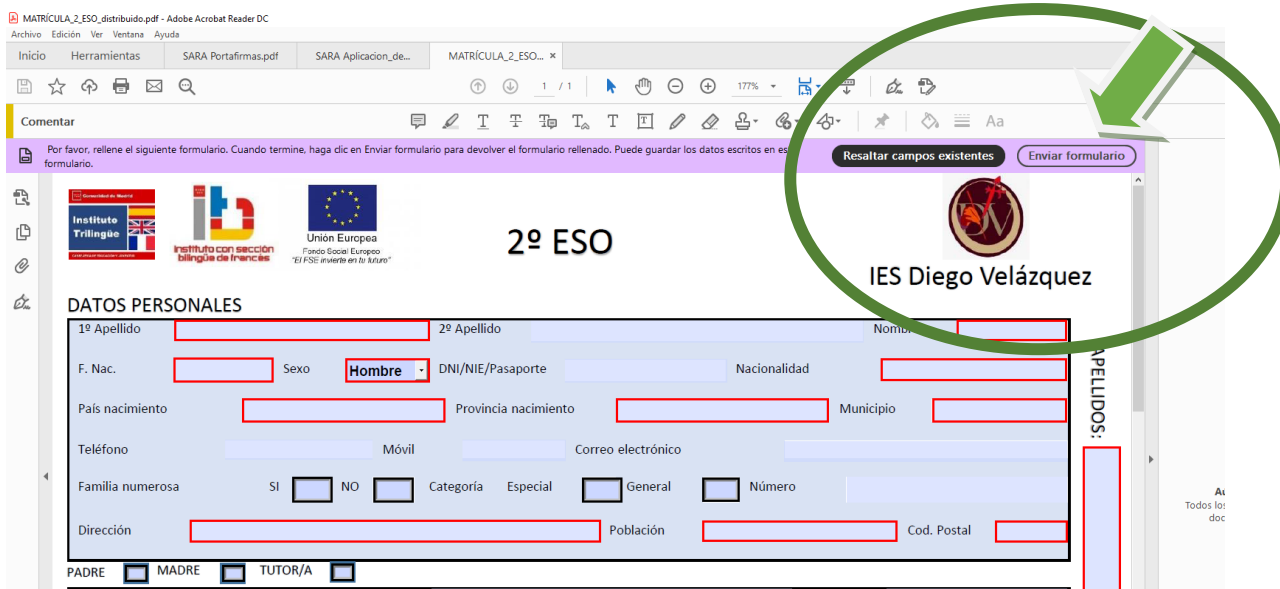 MATRÍCULA_2_ESO_distribuido.pdf - Adobe Acrobat Reader DC
Archivo Edición Ver Ventana Ayuda
Inicio Herramientas SARA Portafirmas.pdf SARA Aplicacion_de... MATRÍCULA_2_ESO... ×
1 / 1 177%
Comentar
T T T T T T Aa
Por favor, rellene el siguiente formulario. Cuando termine, haga clic en Enviar formulario para devolver el formulario rellenado. Puede guardar los datos escritos en es
formulario.
Resaltar campos existentes Enviar formulario
Comunidad de Madrid
Instituto
Trilingüe
Instituto con sección
bilingüe de francés
Unión Europea
Fondo Social Europeo
"El FSE invierte en tu futuro"
2º ESO
IES Diego Velázquez
DATOS PERSONALES
1º Apellido 2º Apellido Nomb
F. Nac. Sexo Hombre DNI/NIE/Pasaporte Nacionalidad
País nacimiento Provincia nacimiento Municipio
Teléfono Móvil Correo electrónico
Familia numerosa SI NO Categoría Especial General Número
Dirección Población Cod. Postal
PADRE MADRE TUTOR/A
APELLIDOS:
Todos los
doc